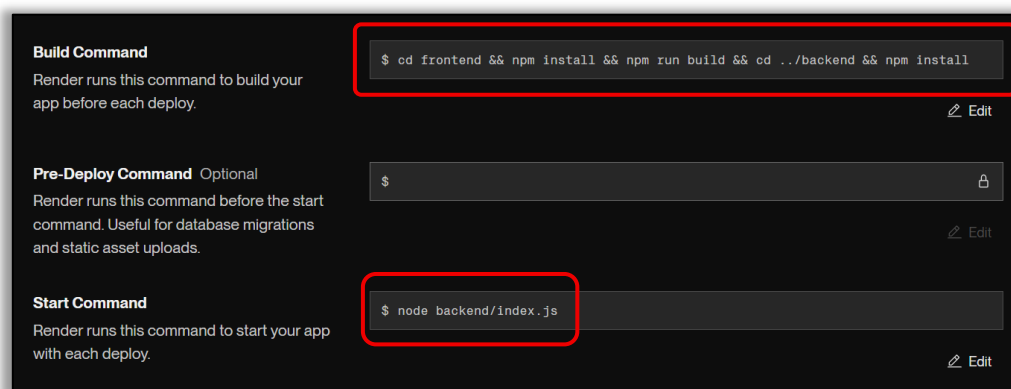 Build Command
Render runs this command to build your
app before each deploy.
$ cd frontend && npm install && npm run build && cd ../backend && npm install
Edit
Pre-Deploy Command Optional
Render runs this command before the start
command. Useful for database migrations
and static asset uploads.
$
Edit
Start Command
Render runs this command to start your app
with each deploy.
$ node backend/index.js
Edit